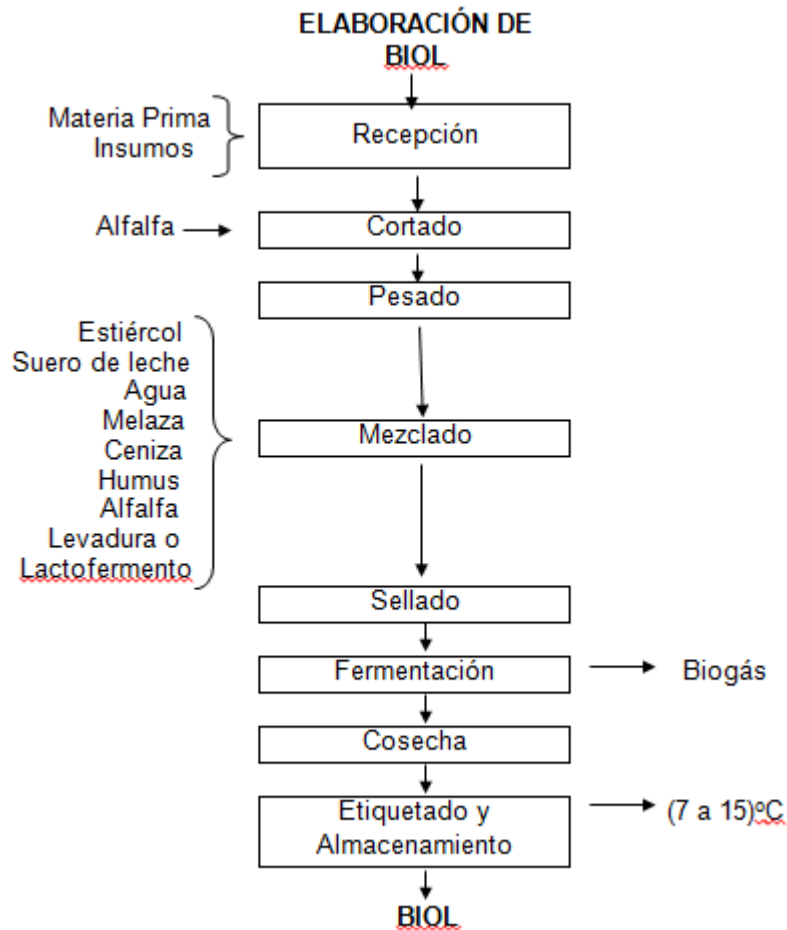 ELABORACIÓN DE
BIOL
Materia Prima
Insumos
Recepción
Alfalfa
Cortado
Pesado
Estiércol
Suero de leche
Agua
Melaza
Ceniza
Humus
Alfalfa
Levadura o
Lactofermento
Mezclado
Sellado
Fermentación
Biogás
Cosecha
Etiquetado y
Almacenamiento
(7 a 15)ºC
BIOL